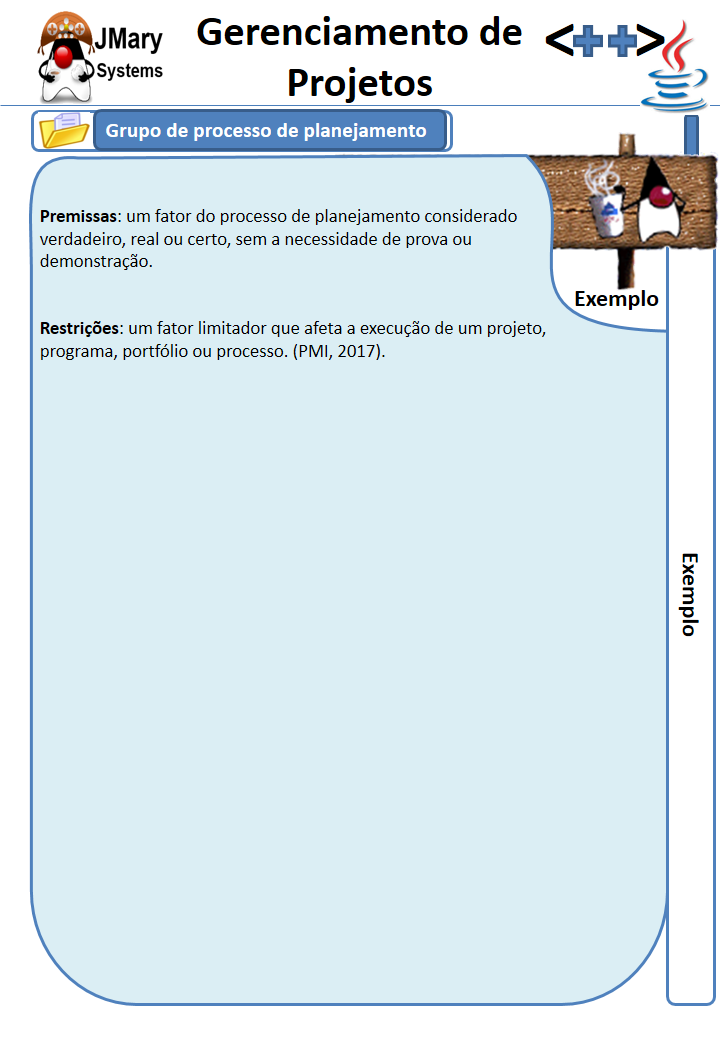 JMary
Systems
Gerenciamento de
Projetos
<++>
Grupo de processo de planejamento
Premissas: um fator do processo de planejamento considerado
verdadeiro, real ou certo, sem a necessidade de prova ou
demonstração.
Exemplo
Restrições: um fator limitador que afeta a execução de um projeto,
programa, portfólio ou processo. (PMI, 2017).
Exemplo